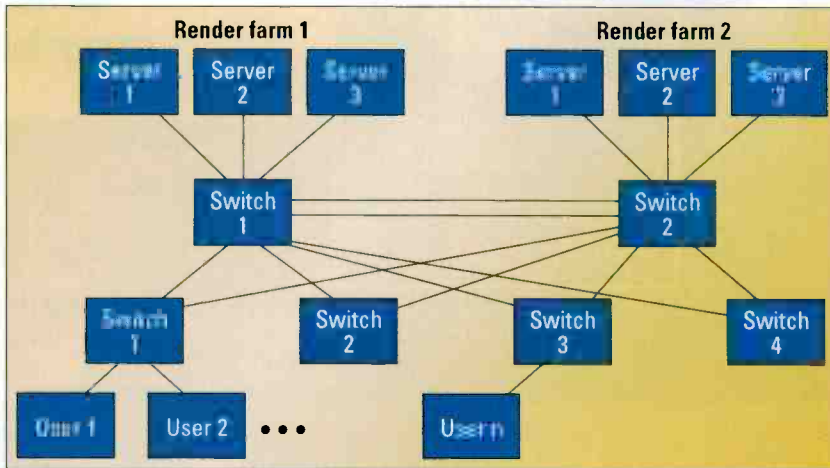 Render farm 1
Render farm 2
Server
1
Server
2
Server
3
Server
1
Server
2
Server
3
Switch
1
Switch
2
Switch
1
Switch
2
Switch
3
Switch
4
User 1
User 2
•••
User n